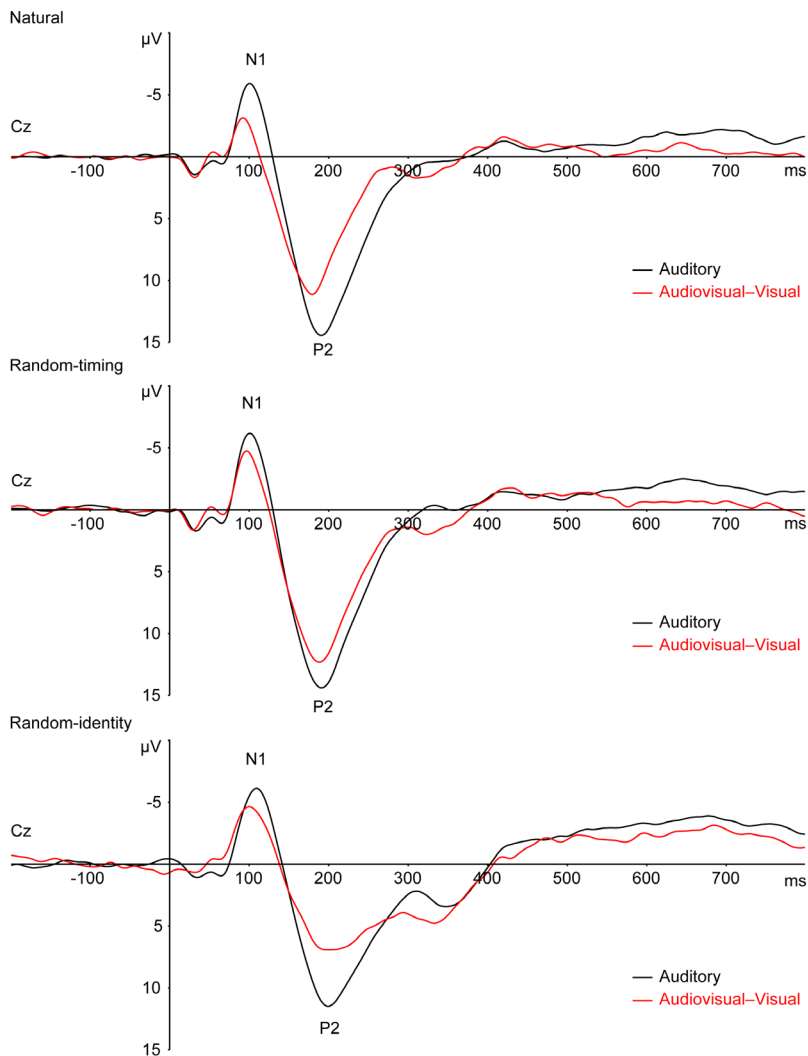 Natural
µV
N1
-5
Cz
-100 100 200 300 400 500 600 700 ms
5
10
Auditory
Audiovisual–Visual
15
P2
Random-timing
µV
N1
-5
Cz
-100 100 200 300 400 500 600 700 ms
5
10
Auditory
Audiovisual–Visual
15
P2
Random-identity
µV
N1
-5
Cz
-100 100 200 300 400 500 600 700 ms
5
10
Auditory
Audiovisual–Visual
P2
15